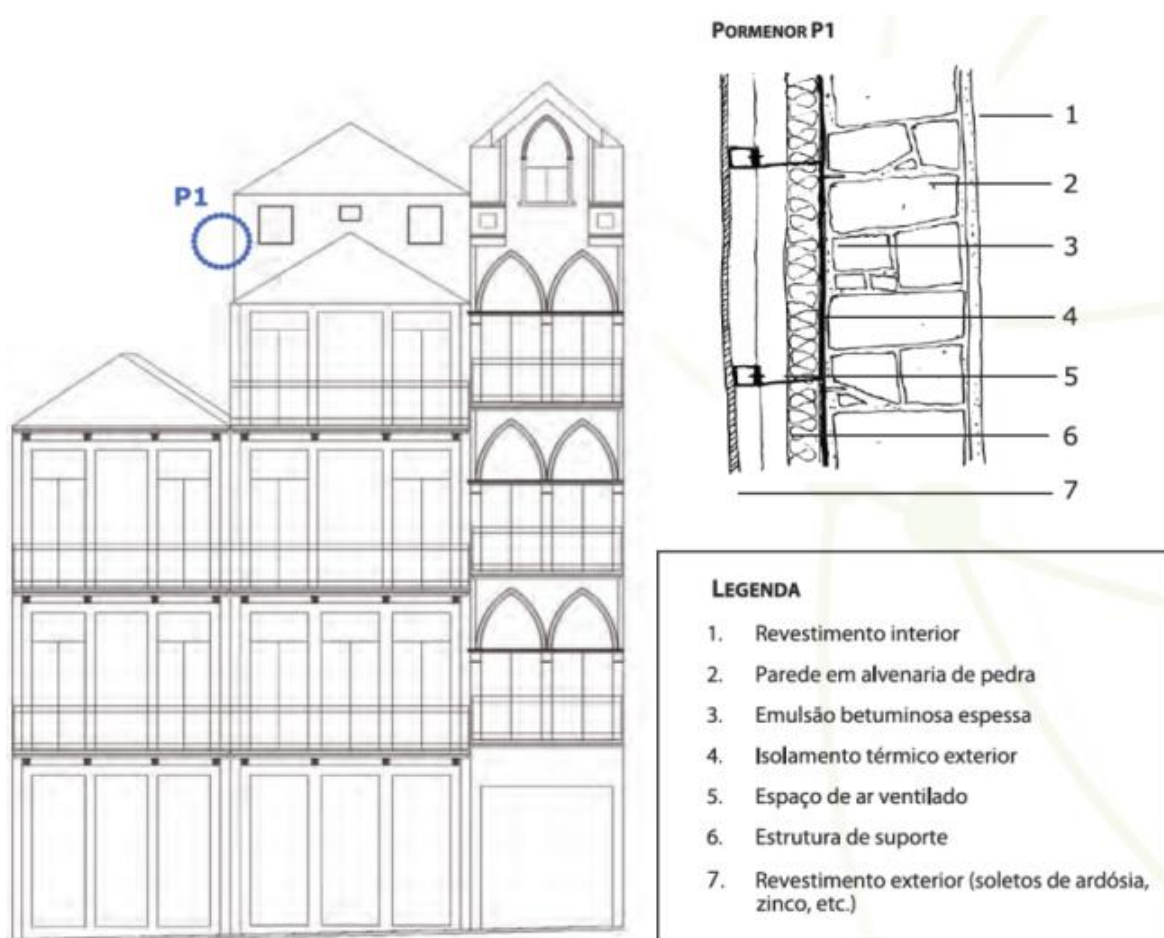 PORMENOR P1
P1
1
2
3
4
5
6
7
LEGENDA
1. Revestimento interior
2. Parede em alvenaria de pedra
3. Emulsão betuminosa espessa
4. Isolamento térmico exterior
5. Espaço de ar ventilado
6. Estrutura de suporte
7. Revestimento exterior (soletos de ardósia,
zinco, etc.)